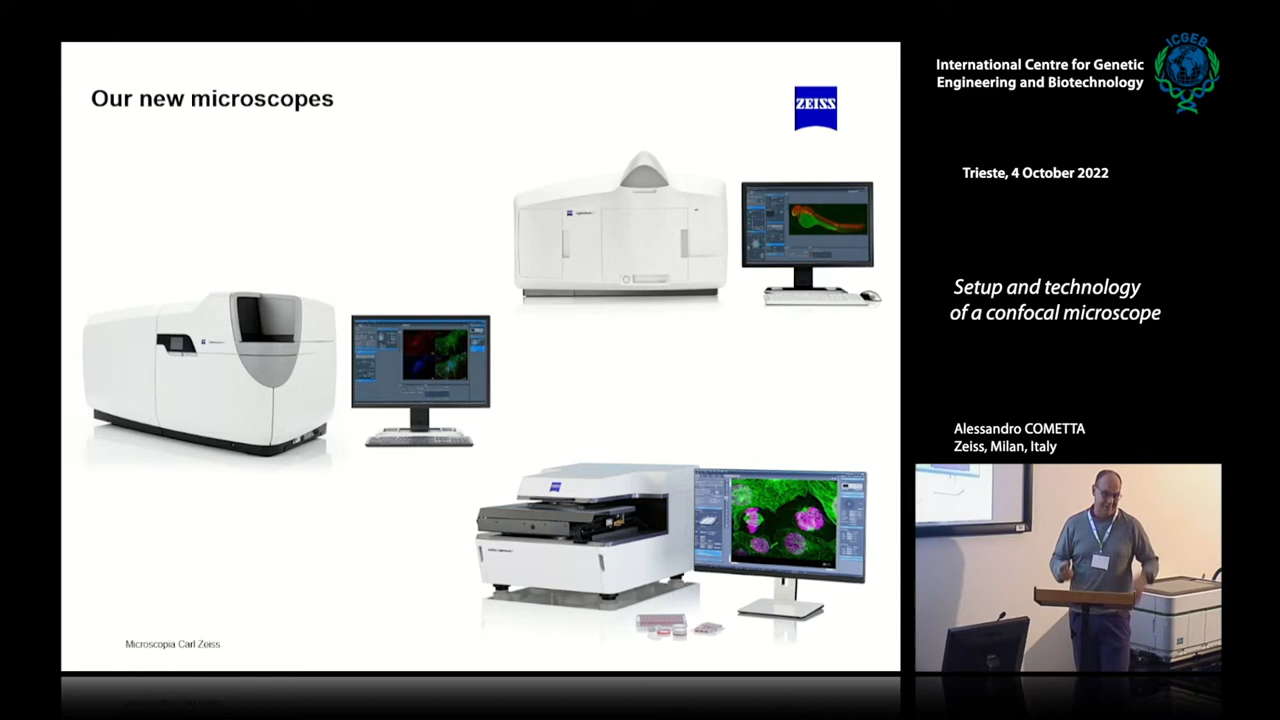 Our new microscopes
ZEISS
International Centre for Genetic
Engineering and Biotechnology
ICGEB
Trieste, 4 October 2022
Setup and technology
of a confocal microscope
Alessandro COMETTA
Zeiss, Milan, Italy
Microscopia Carl Zeiss